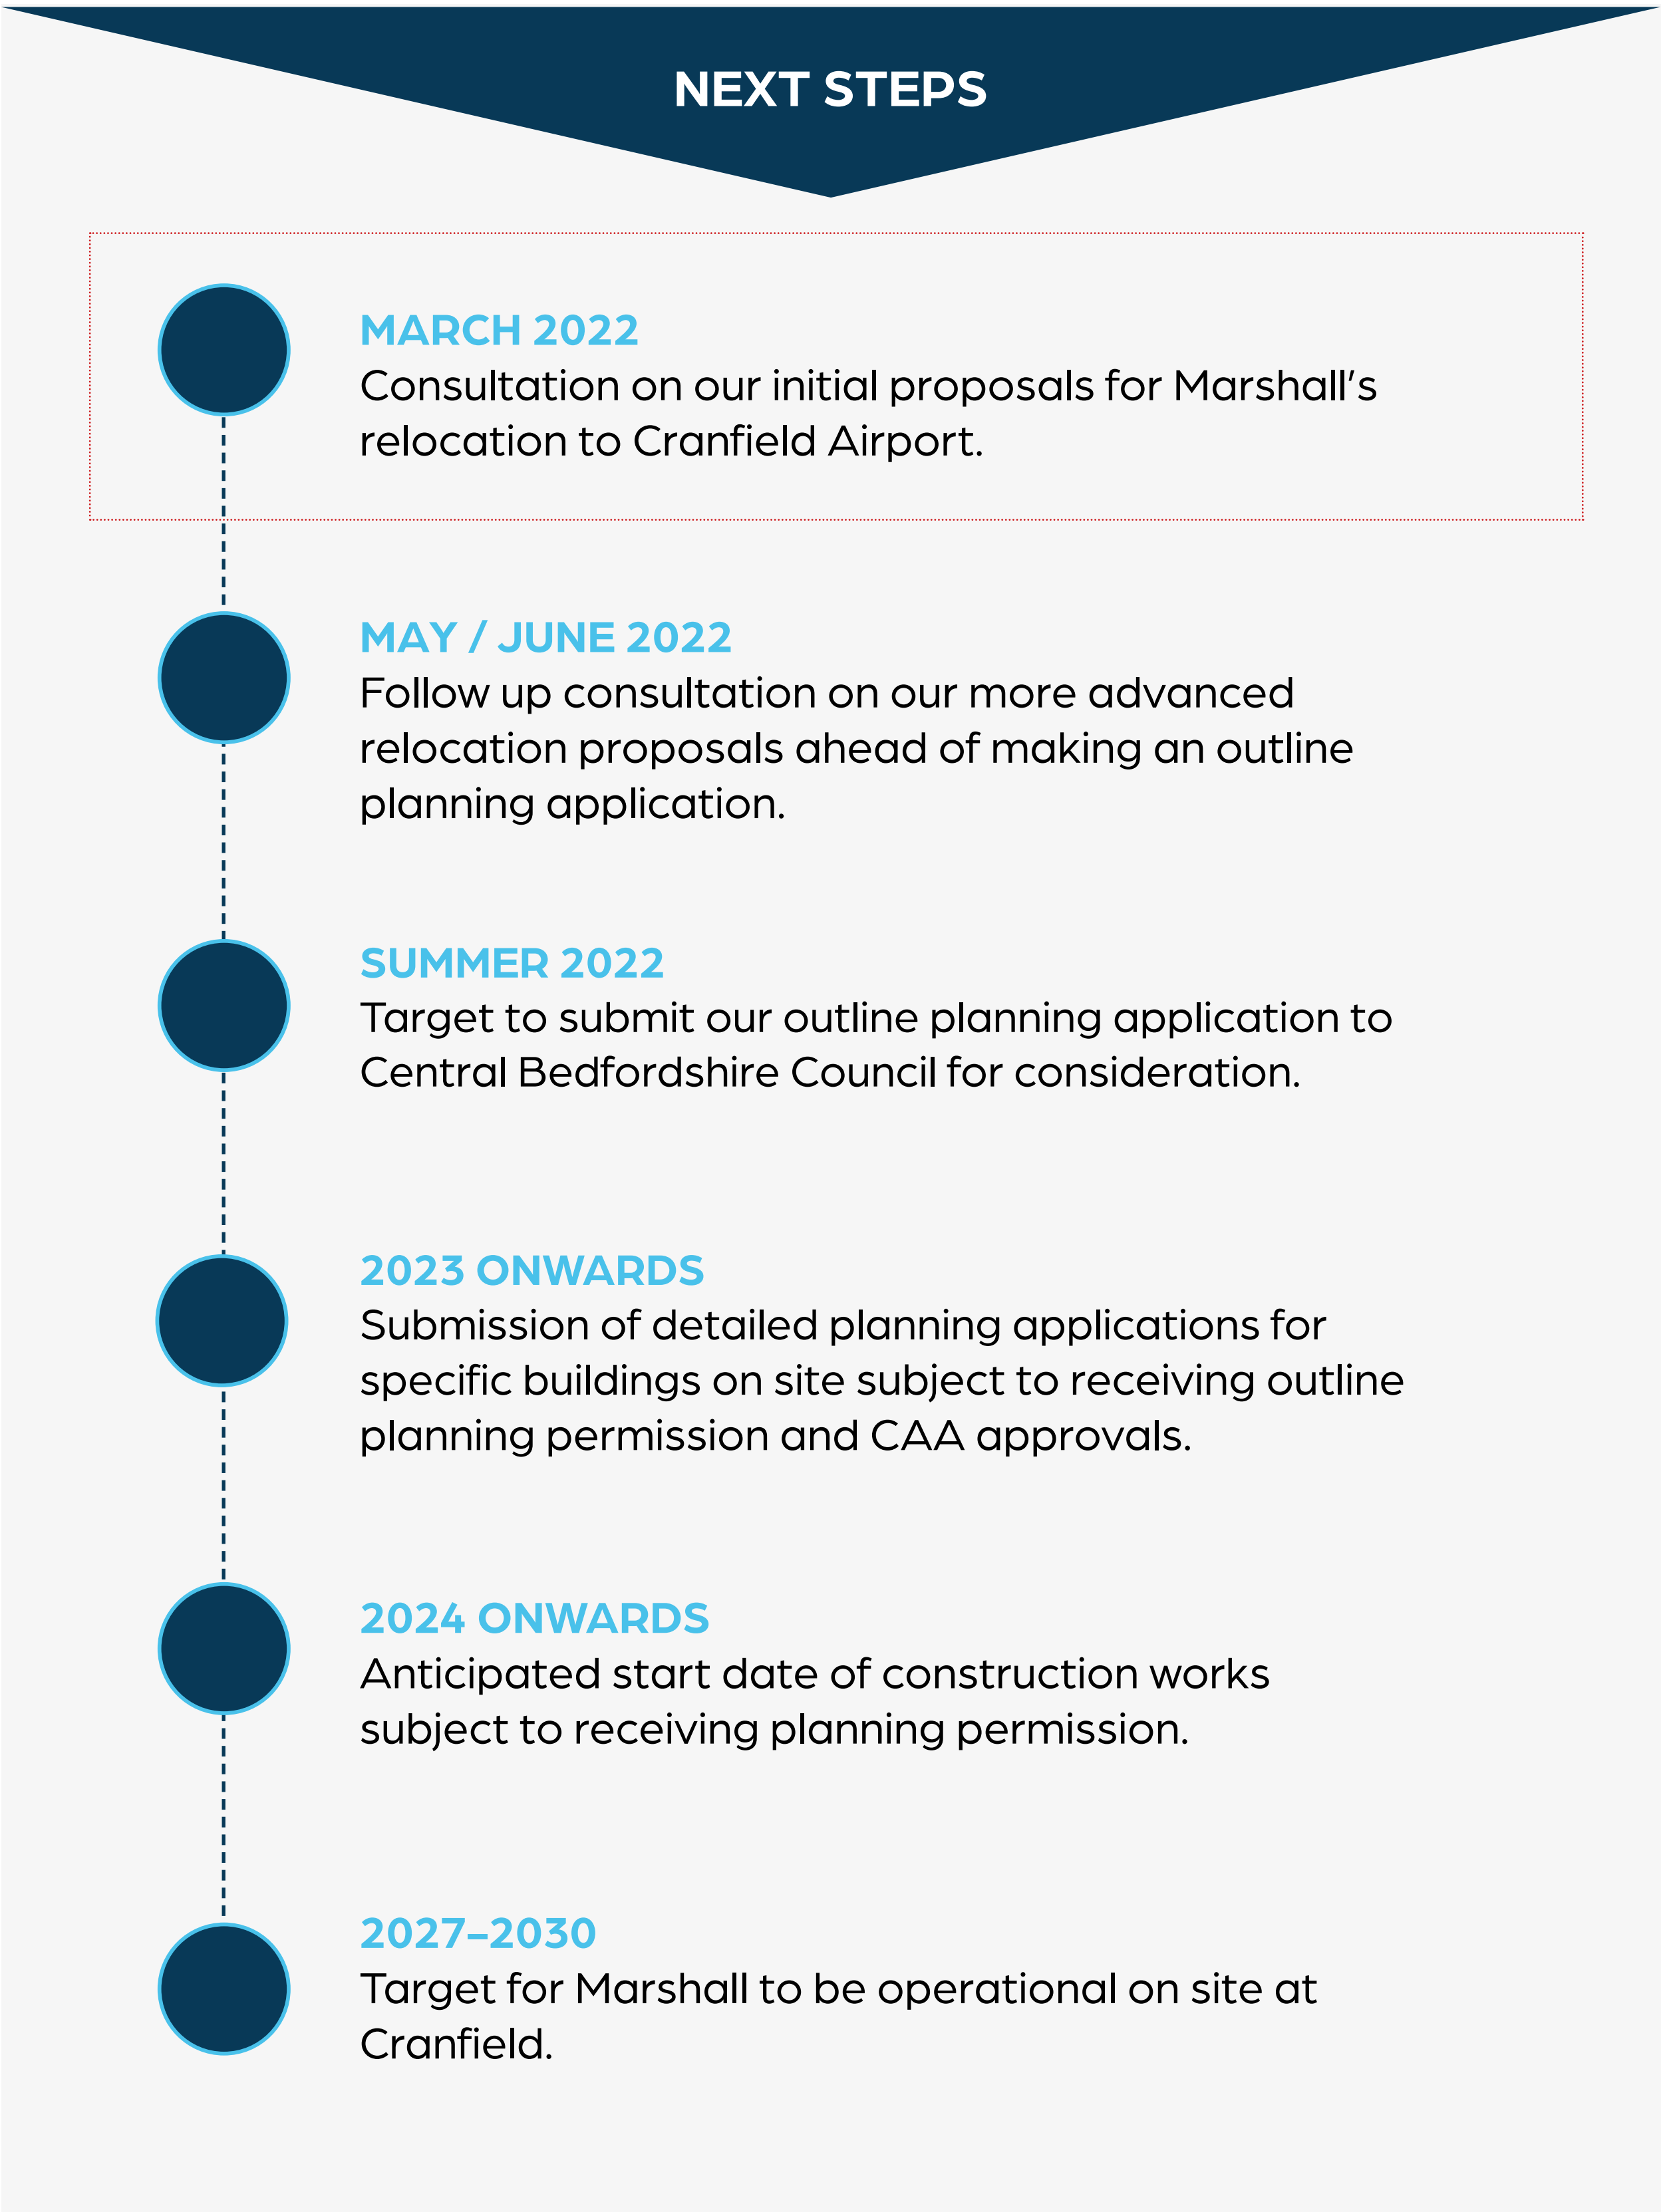 NEXT STEPS
MARCH 2022
Consultation on our initial proposals for Marshall’s
relocation to Cranfield Airport.
MAY / JUNE 2022
Follow up consultation on our more advanced
relocation proposals ahead of making an outline
planning application.
SUMMER 2022
Target to submit our outline planning application to
Central Bedfordshire Council for consideration.
2023 ONWARDS
Submission of detailed planning applications for
specific buildings on site subject to receiving outline
planning permission and CAA approvals.
2024 ONWARDS
Anticipated start date of construction works
subject to receiving planning permission.
2027–2030
Target for Marshall to be operational on site at
Cranfield.